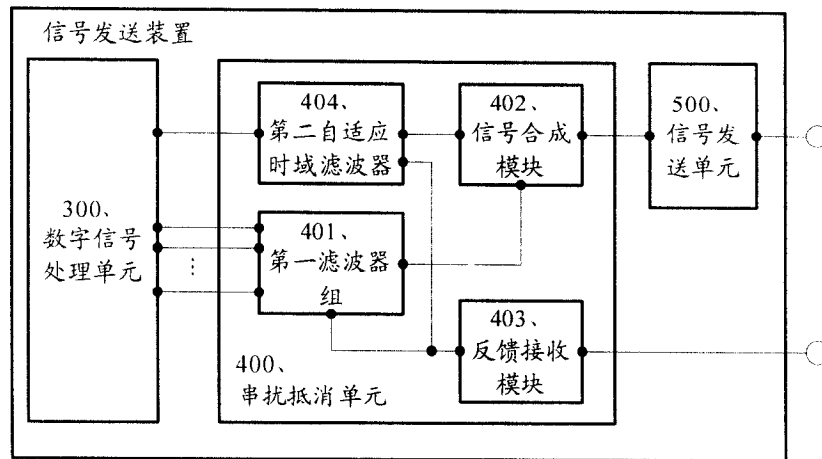 信号发送装置
300、
数字信号
处理单元
404、
第二自适应
时域滤波器
402、
信号合成
模块
500、
信号发
送单元
401、
第一滤波器
组
403、
反馈接收
模块
400、
串扰抵消单元